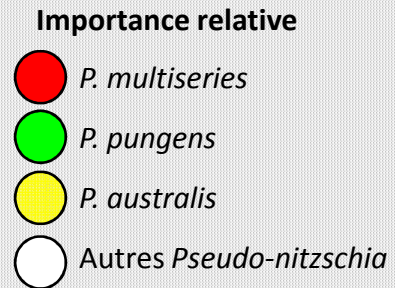 Importance relative
P. multiseries
P. pungens
P. australis
Autres Pseudo-nitzschia